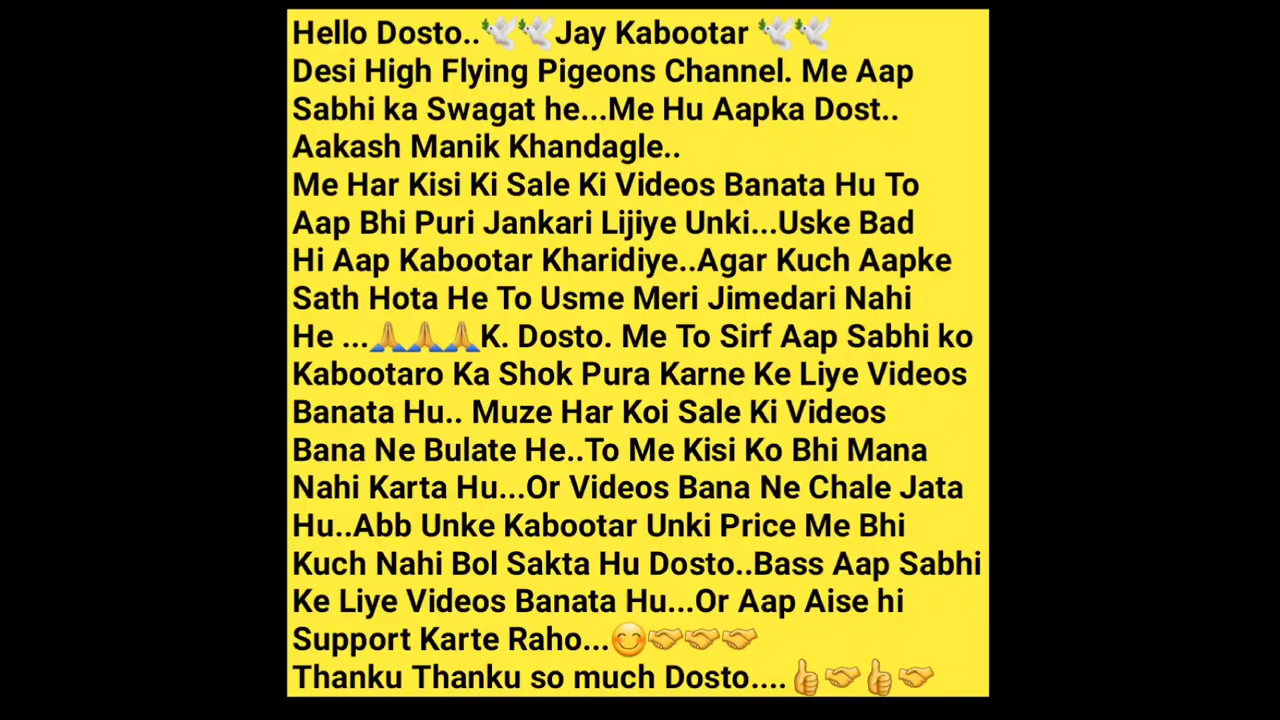 Hello Dosto..🕊️🕊️Jay Kabootar 🕊️🕊️
Desi High Flying Pigeons Channel. Me Aap
Sabhi ka Swagat he...Me Hu Aapka Dost..
Aakash Manik Khandagle..
Me Har Kisi Ki Sale Ki Videos Banata Hu To
Aap Bhi Puri Jankari Lijiye Unki...Uske Bad
Hi Aap Kabootar Kharidiye..Agar Kuch Aapke
Sath Hota He To Usme Meri Jimedari Nahi
He ...🙏🙏🙏K. Dosto. Me To Sirf Aap Sabhi ko
Kabootaro Ka Shok Pura Karne Ke Liye Videos
Banata Hu.. Muze Har Koi Sale Ki Videos
Bana Ne Bulate He..To Me Kisi Ko Bhi Mana
Nahi Karta Hu...Or Videos Bana Ne Chale Jata
Hu..Abb Unke Kabootar Unki Price Me Bhi
Kuch Nahi Bol Sakta Hu Dosto..Bass Aap Sabhi
Ke Liye Videos Banata Hu...Or Aap Aise hi
Support Karte Raho...😊🤝🤝🤝
Thanku Thanku so much Dosto....👍🤝👍🤝